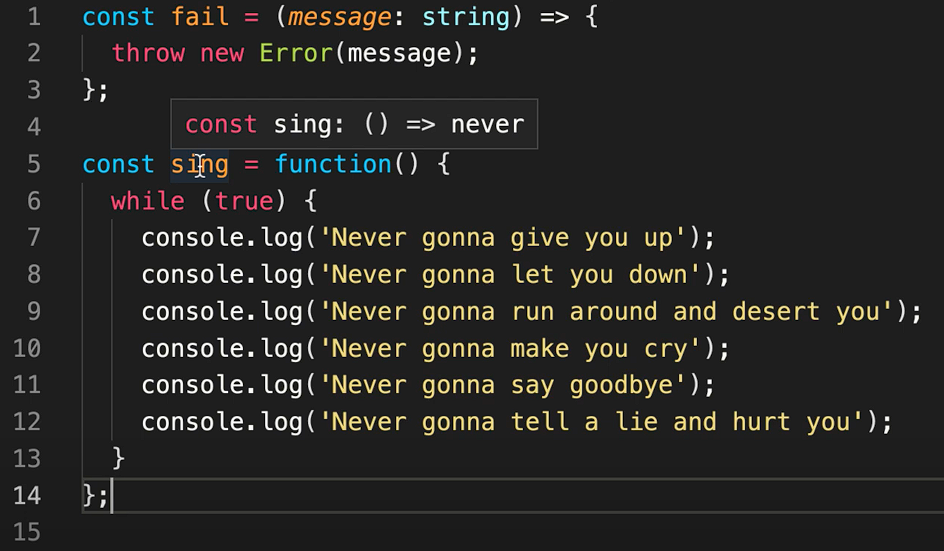 1 const fail = (message: string) => {
2 throw new Error(message);
3 };
const sing: () => never
4
5 const sing = function() {
6 while (true) {
7 console.log('Never gonna give you up');
8 console.log('Never gonna let you down');
9 console.log('Never gonna run around and desert you');
10 console.log('Never gonna make you cry');
11 console.log('Never gonna say goodbye');
12 console.log('Never gonna tell a lie and hurt you');
13 }
14 };
15